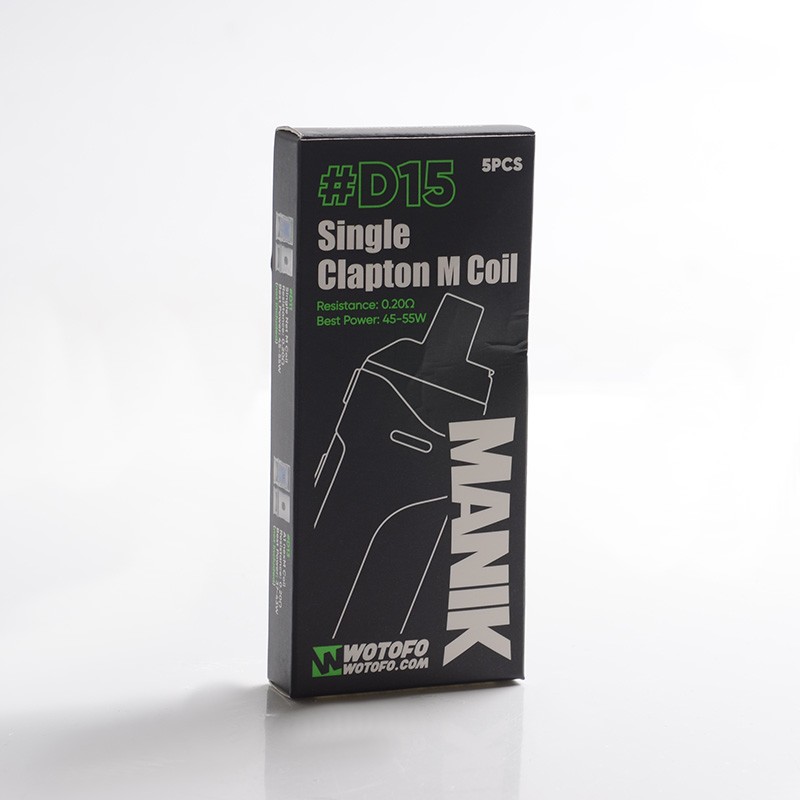 #D15
5PCS
Single
Clapton M Coil
Resistance: 0.20Ω
Best Power: 45-55W
MANIK
WOTOFO
WOTOFO.COM